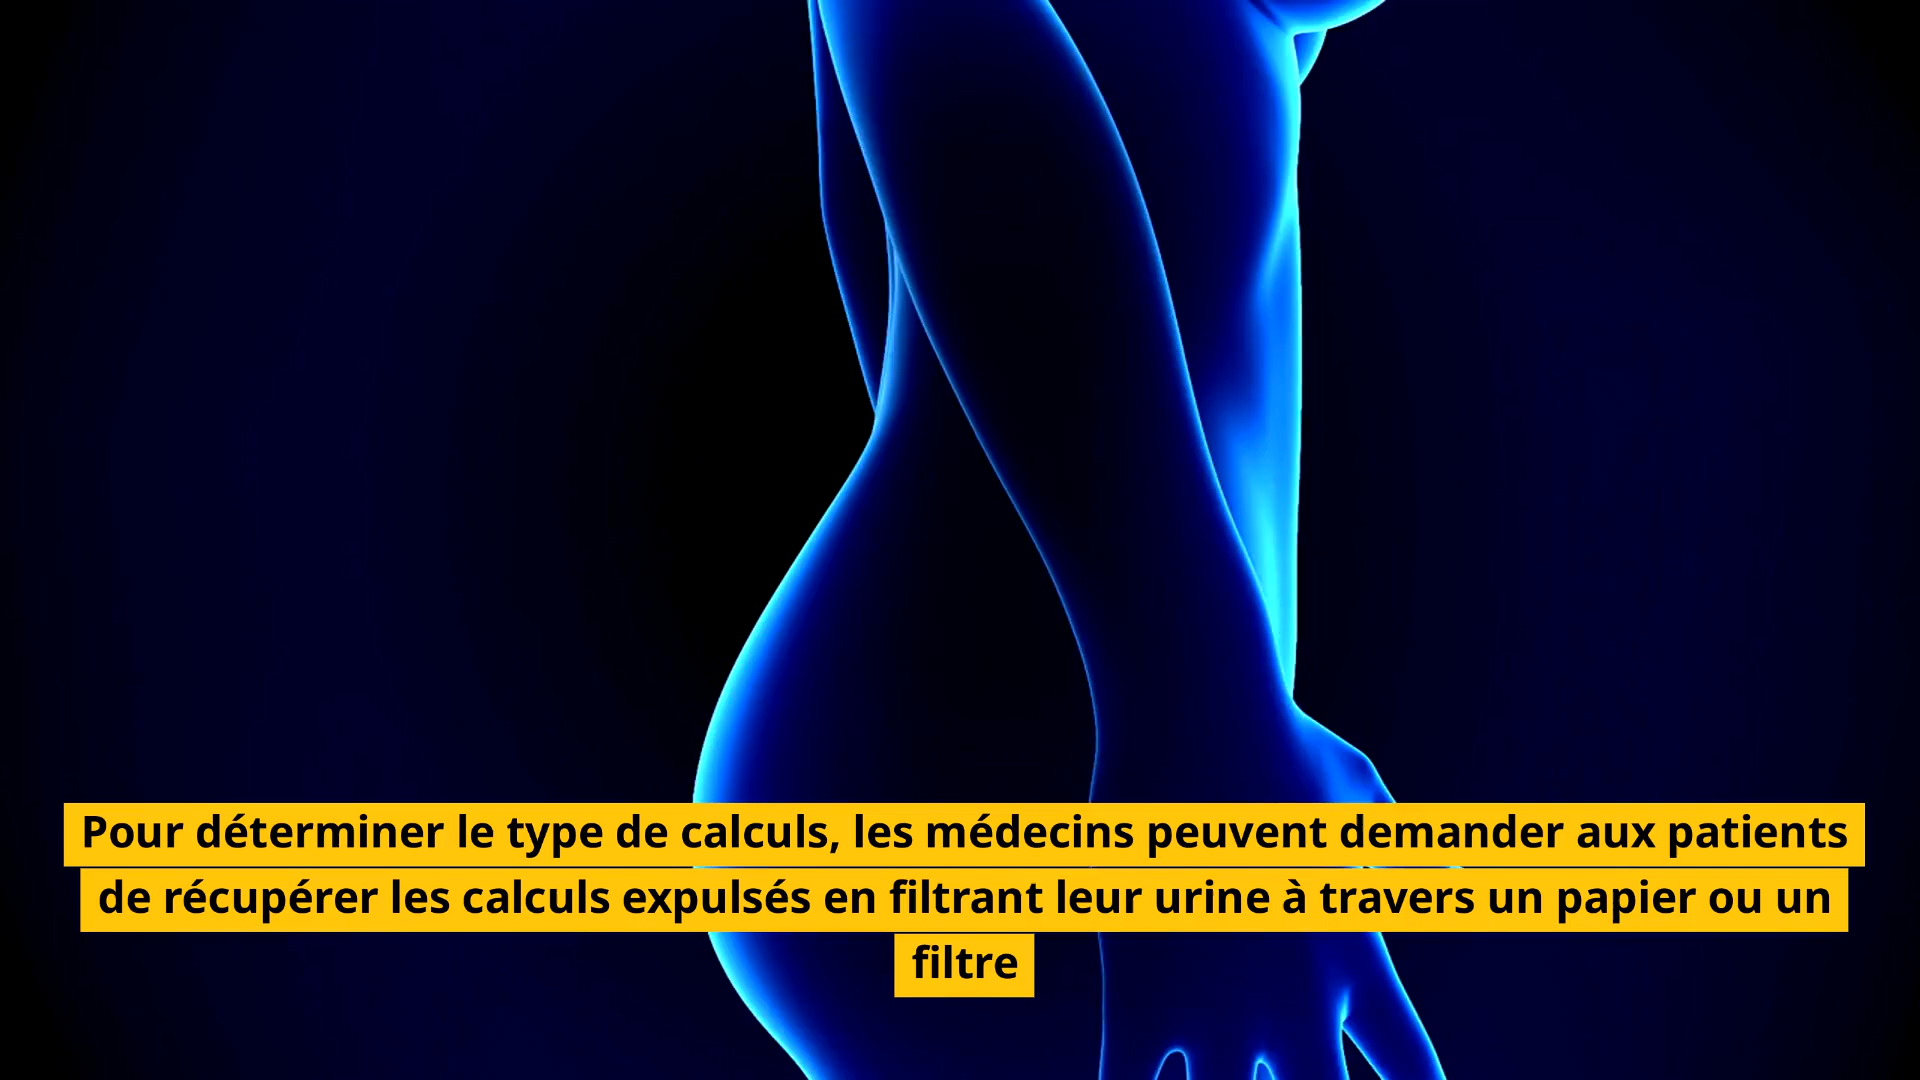 Pour déterminer le type de calculs, les médecins peuvent demander aux patients
de récupérer les calculs expulsés en filtrant leur urine à travers un papier ou un
filtre